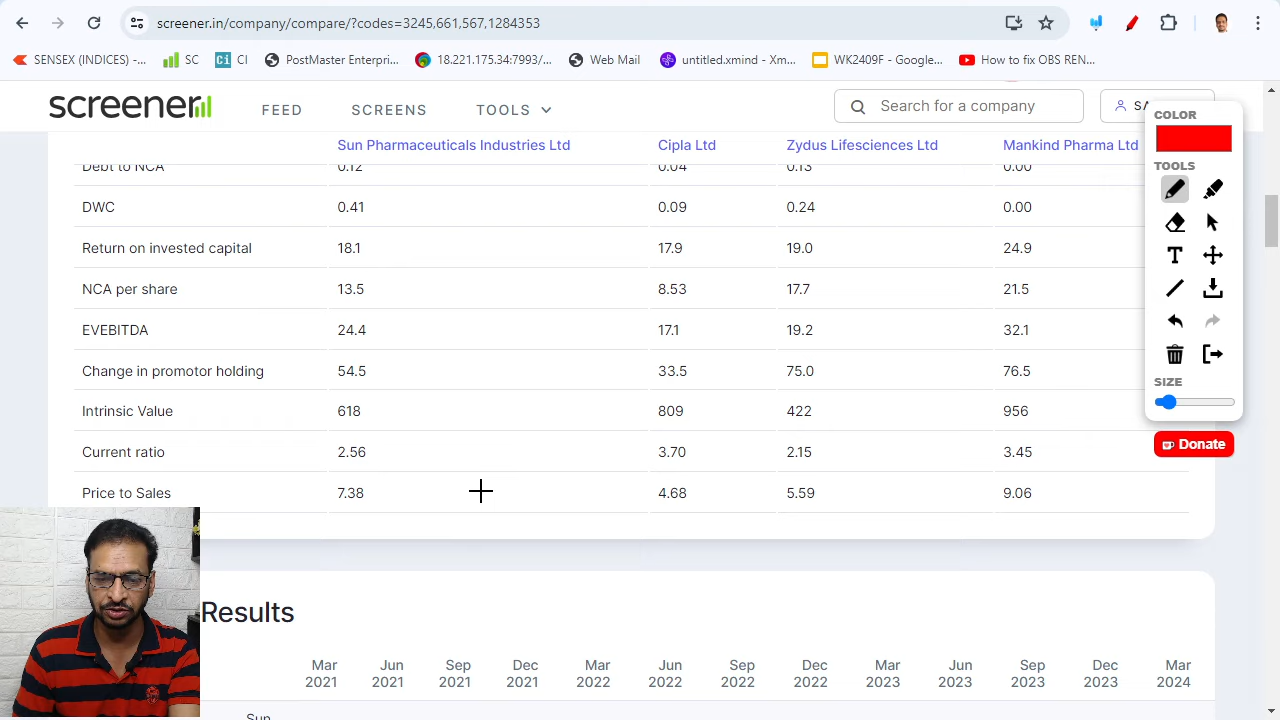 screener.in/company/compare/?codes=3245,661,567,1284353
SENSEX (INDICES) -... SC CI PostMaster Enterpri... 18.221.175.34:7993/... Web Mail untitled.xmind - Xm... WK2409F - Google... How to fix OBS REN...
screener FEED SCREENS TOOLS Search for a company SA
COLOR
Sun Pharmaceuticals Industries Ltd Cipla Ltd Zydus Lifesciences Ltd Mankind Pharma Ltd
TOOLS
Debt to NCA 0.12 0.04 0.13 0.00
DWC 0.41 0.09 0.24 0.00
Return on invested capital 18.1 17.9 19.0 24.9
NCA per share 13.5 8.53 17.7 21.5
EVEBITDA 24.4 17.1 19.2 32.1
Change in promotor holding 54.5 33.5 75.0 76.5
SIZE
Intrinsic Value 618 809 422 956
Donate
Current ratio 2.56 3.70 2.15 3.45
Price to Sales 7.38 4.68 5.59 9.06
Results
Mar Jun Sep Dec Mar Jun Sep Dec Mar Jun Sep Dec Mar
2021 2021 2021 2021 2022 2022 2022 2022 2023 2023 2023 2023 2024
Sun